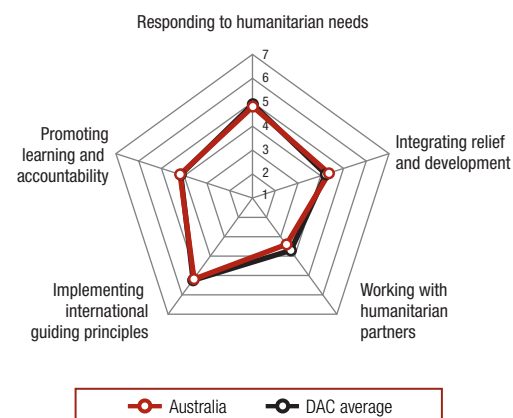 Responding to humanitarian needs
7
6
5
4
3
2
1
Promoting
learning and
accountability
Integrating relief
and development
Implementing
international
guiding principles
Working with
humanitarian
partners
Australia
DAC average